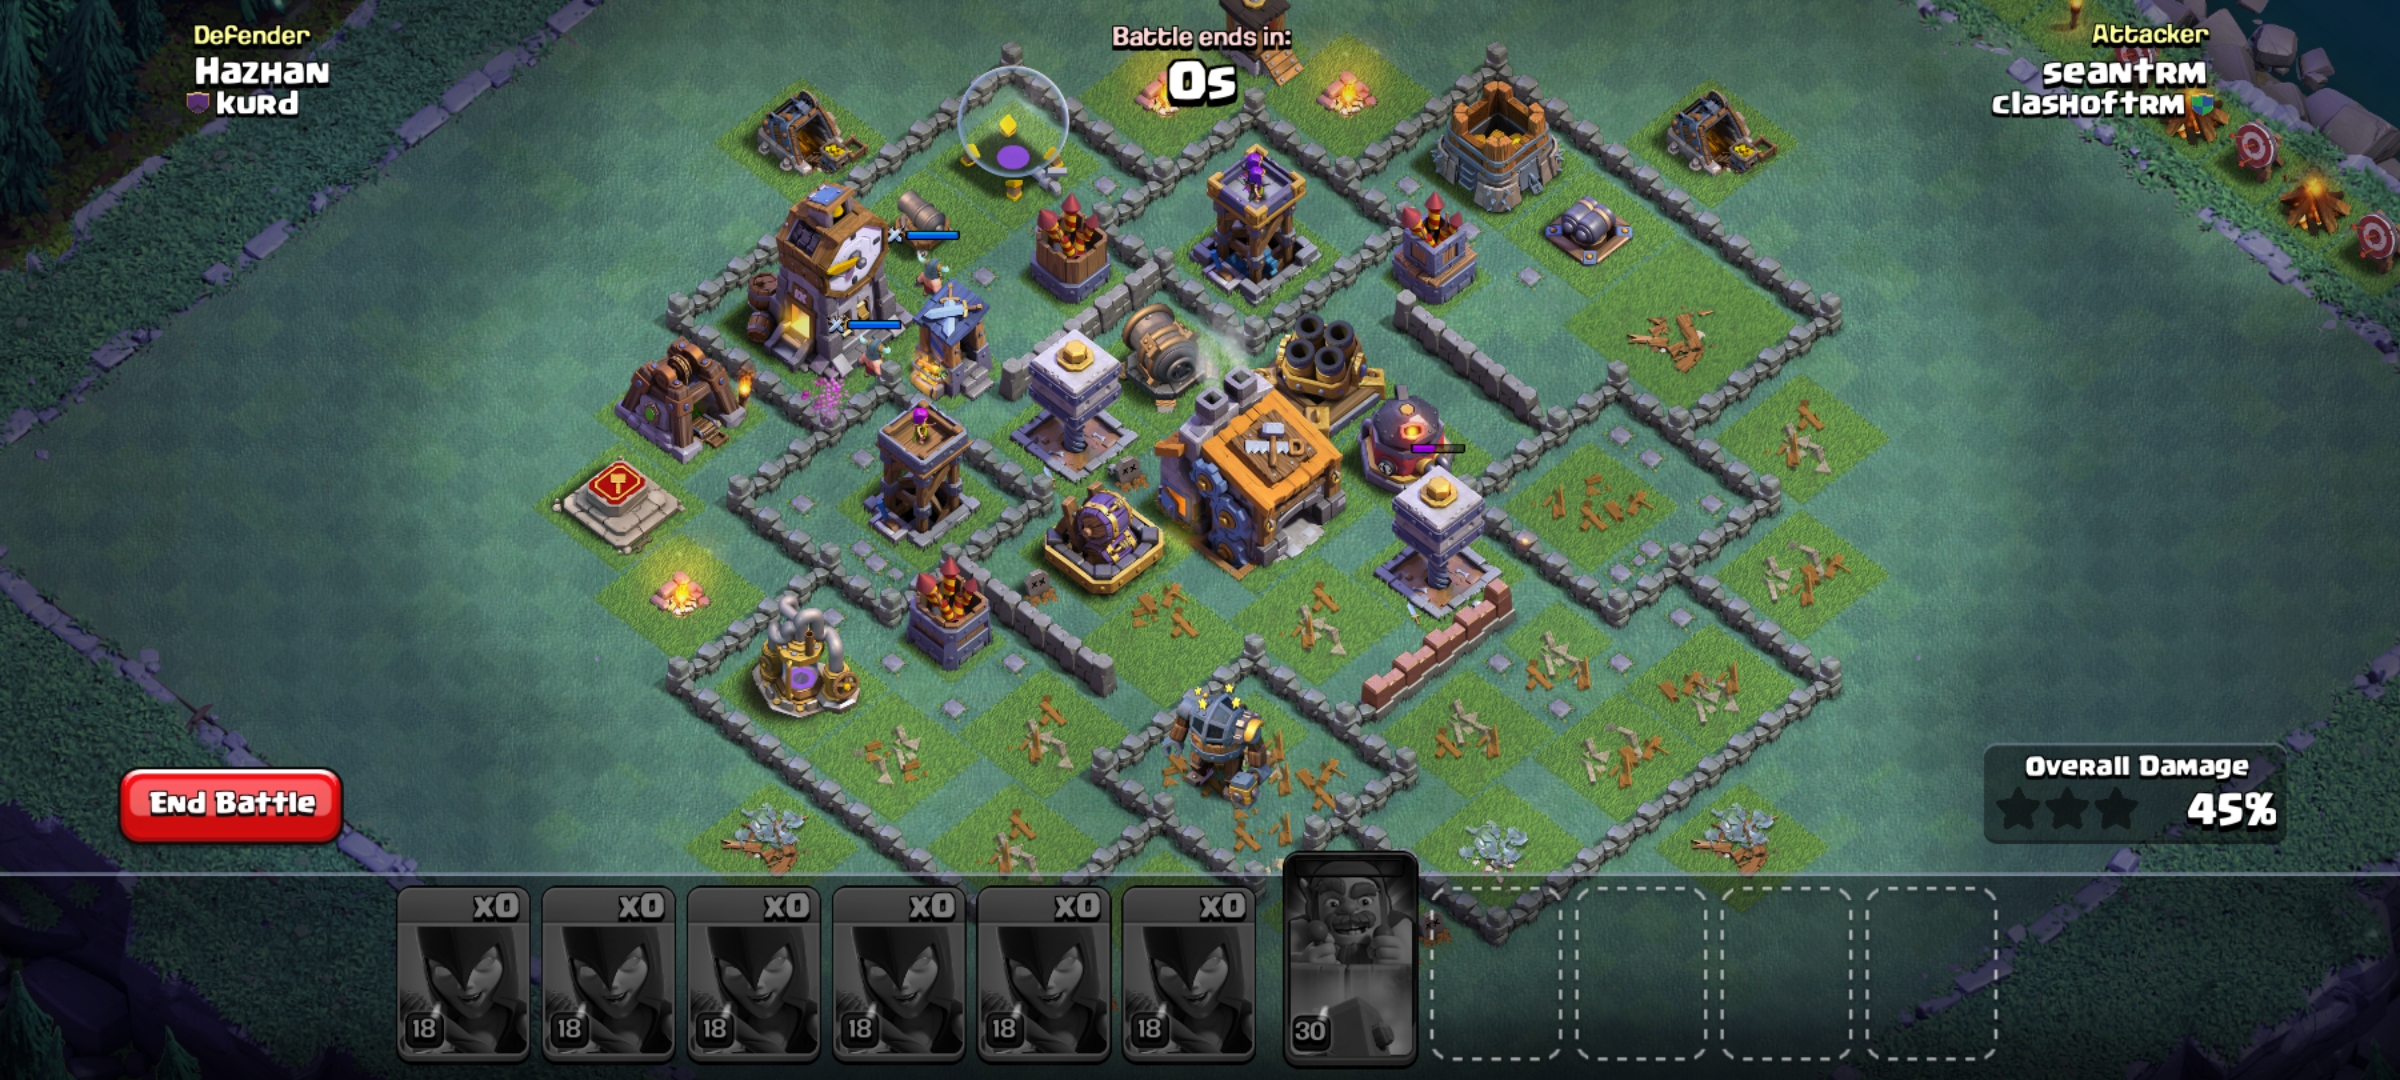 Defender
Hazhan
kurd
Battle ends in:
0s
Attacker
seantrm
clashoftrm
End Battle
Overall Damage
45%
x0
x0
x0
x0
x0
x0
18
18
18
18
18
18
30